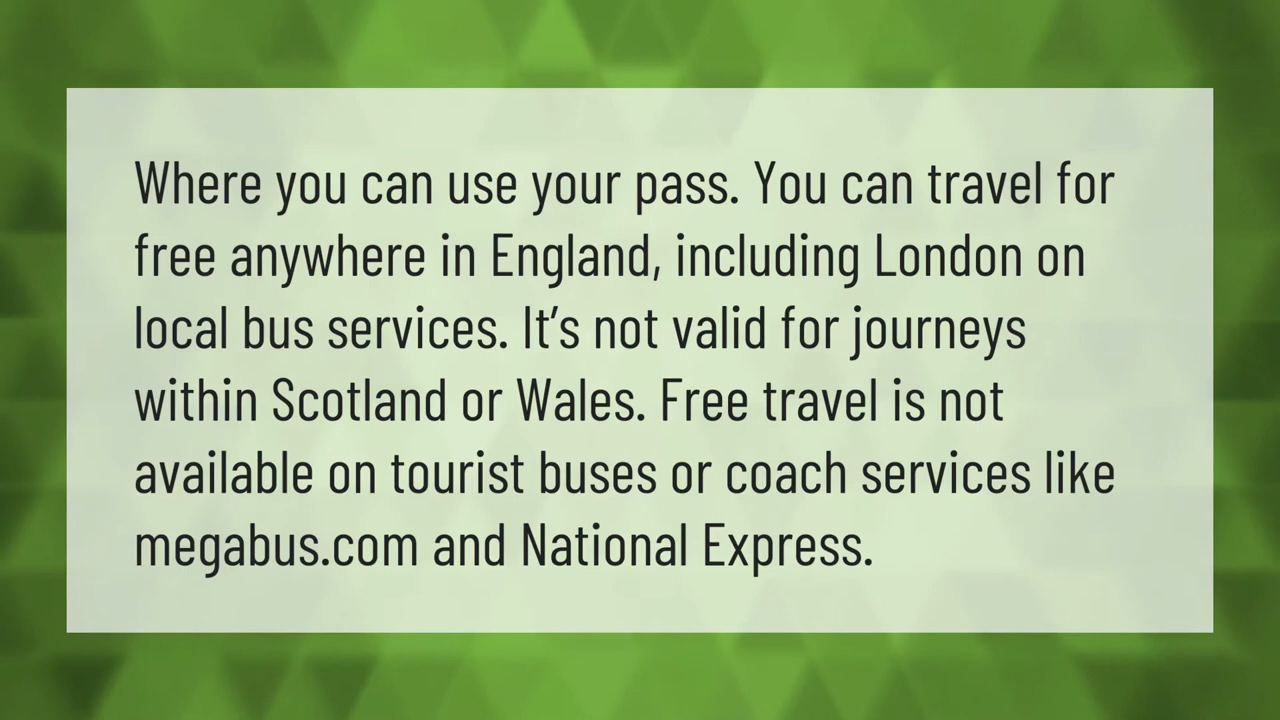 Where you can use your pass. You can travel for
free anywhere in England, including London on
local bus services. It’s not valid for journeys
within Scotland or Wales. Free travel is not
available on tourist buses or coach services like
megabus.com and National Express.